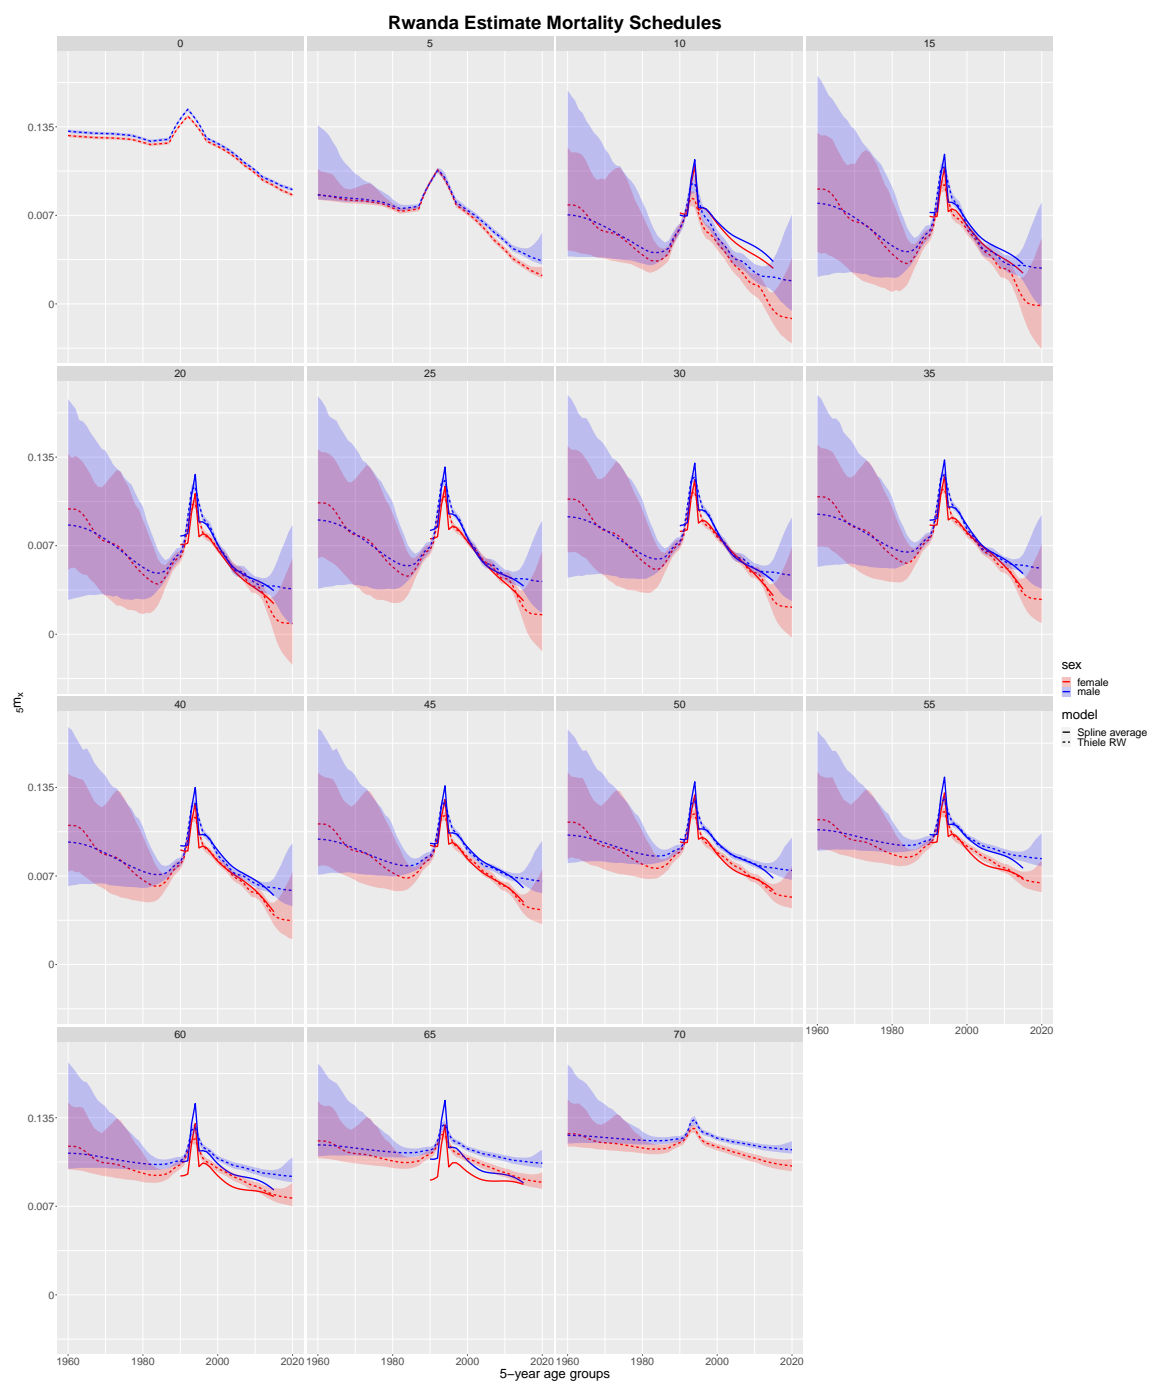 Rwanda Estimate Mortality Schedules
0 5 10 15
0.135
0.007
0
20 25 30 35
0.135
0.007
0
40 45 50 55
0.135
0.007
0
1960 1980 2000 2020
60 65 70
0.135
0.007
0
1960 1980 2000 2020 1960 1980 2000 2020 1960 1980 2000 2020
5−year age groups
5mx
sex
female
male
model
Spline average
Thiele RW